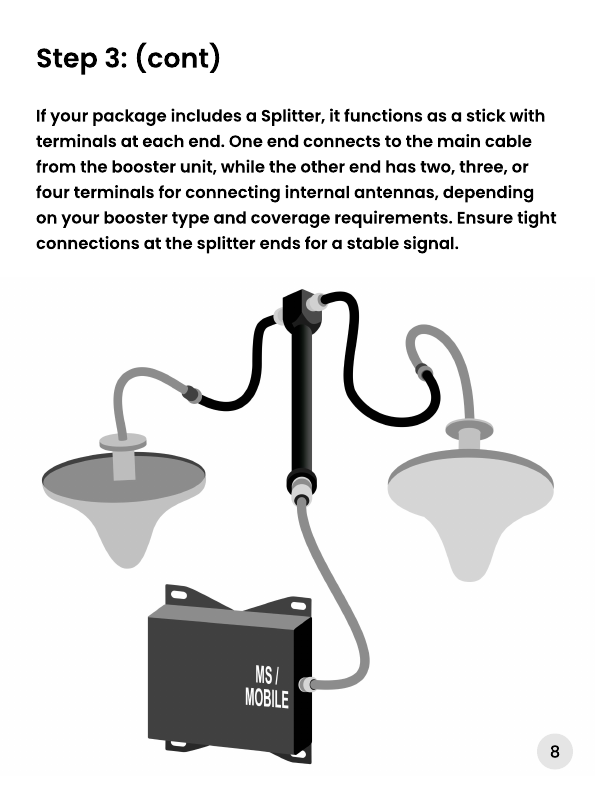 Step 3: (cont)
If your package includes a Splitter, it functions as a stick with
terminals at each end. One end connects to the main cable
from the booster unit, while the other end has two, three, or
four terminals for connecting internal antennas, depending
on your booster type and coverage requirements. Ensure tight
connections at the splitter ends for a stable signal.
MS /
MOBILE
8